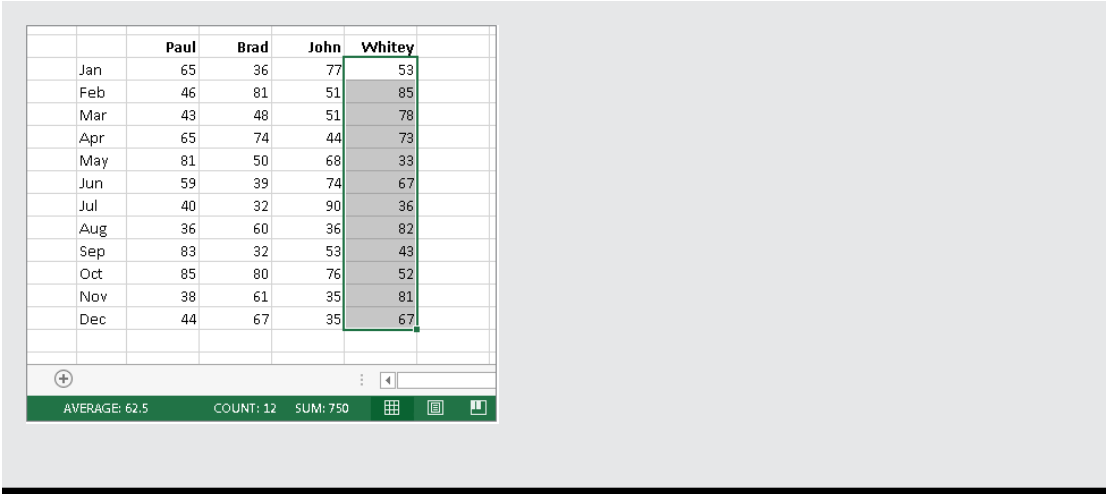 Paul Brad John Whitey
Jan 65 36 77 53
Feb 46 81 51 85
Mar 43 48 51 78
Apr 65 74 44 73
May 81 50 68 33
Jun 59 39 74 67
Jul 40 32 90 36
Aug 36 60 36 82
Sep 83 32 53 43
Oct 85 80 76 52
Nov 38 61 35 81
Dec 44 67 35 67
AVERAGE: 62.5 COUNT: 12 SUM: 750